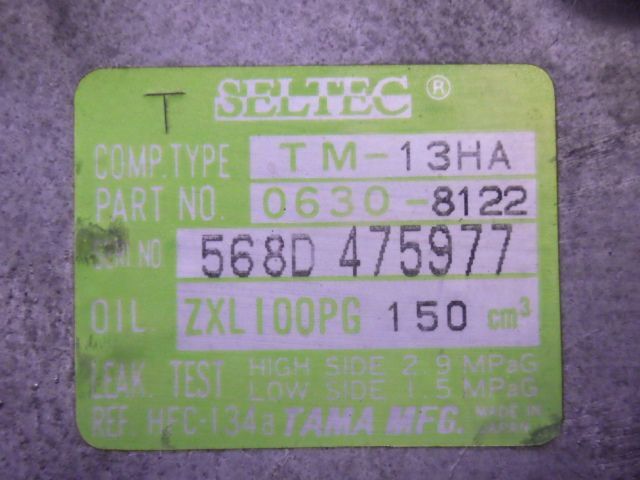 T SELTEC ®
COMP. TYPE TM-13HA
PART NO. 0630-8122
SERI.NO 568D 475977
OIL ZXL100PG 150 cm³
LEAK. TEST HIGH SIDE 2.9 MPaG
LOW SIDE 1.5 MPaG
REF. HFC-134a TAMA MFG. MADE IN JAPAN